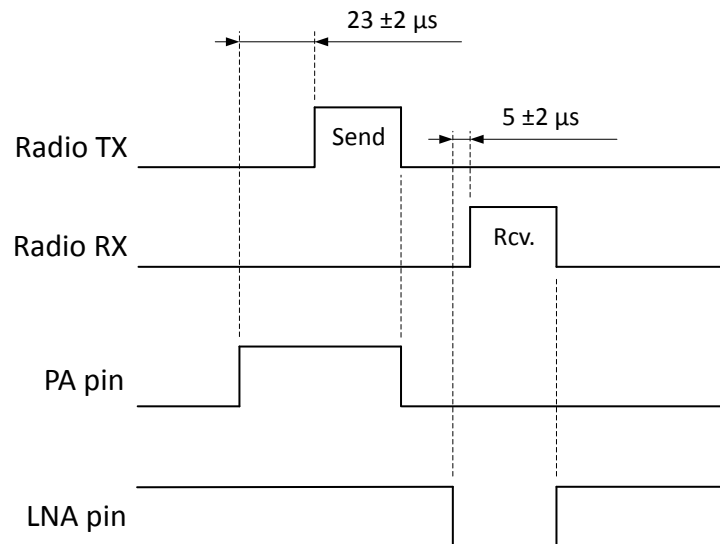 23 ±2 µs
5 ±2 µs
Radio TX
Send
Radio RX
Rcv.
PA pin
LNA pin